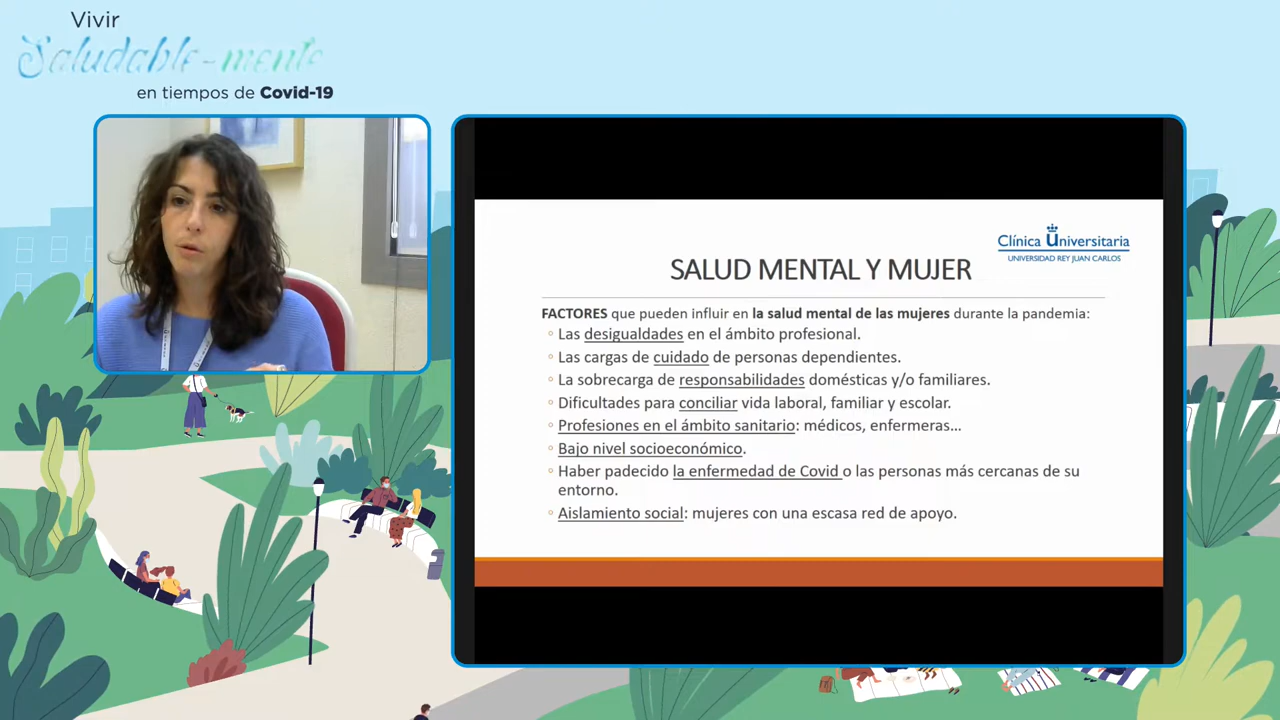 Vivir
Saludable-mente
en tiempos de Covid-19
Clínica Universitaria
UNIVERSIDAD REY JUAN CARLOS
SALUD MENTAL Y MUJER
FACTORES que pueden influir en la salud mental de las mujeres durante la pandemia:
◦ Las desigualdades en el ámbito profesional.
◦ Las cargas de cuidado de personas dependientes.
◦ La sobrecarga de responsabilidades domésticas y/o familiares.
◦ Dificultades para conciliar vida laboral, familiar y escolar.
◦ Profesiones en el ámbito sanitario: médicos, enfermeras…
◦ Bajo nivel socioeconómico.
◦ Haber padecido la enfermedad de Covid o las personas más cercanas de su
entorno.
◦ Aislamiento social: mujeres con una escasa red de apoyo.